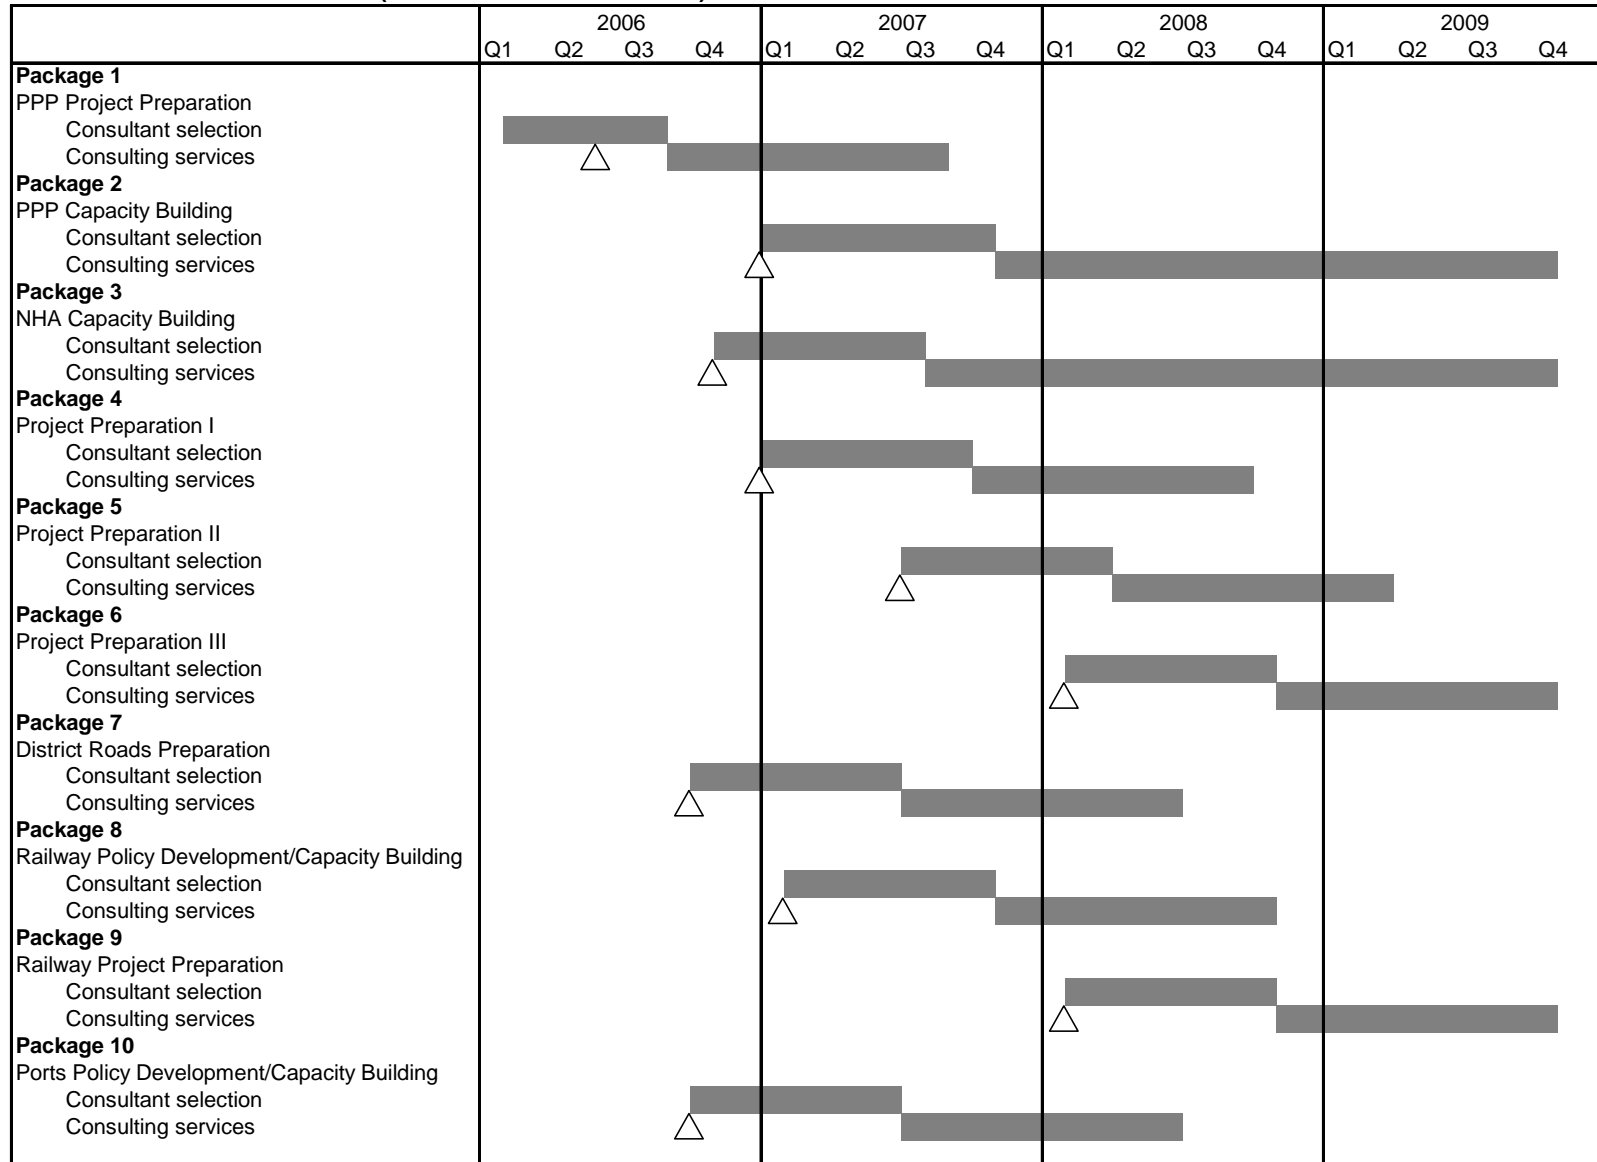 2006 2007 2008 2009
Q1 Q2 Q3 Q4 Q1 Q2 Q3 Q4 Q1 Q2 Q3 Q4 Q1 Q2 Q3 Q4
Package 1
PPP Project Preparation
Consultant selection
Consulting services
Package 2
PPP Capacity Building
Consultant selection
Consulting services
Package 3
NHA Capacity Building
Consultant selection
Consulting services
Package 4
Project Preparation I
Consultant selection
Consulting services
Package 5
Project Preparation II
Consultant selection
Consulting services
Package 6
Project Preparation III
Consultant selection
Consulting services
Package 7
District Roads Preparation
Consultant selection
Consulting services
Package 8
Railway Policy Development/Capacity Building
Consultant selection
Consulting services
Package 9
Railway Project Preparation
Consultant selection
Consulting services
Package 10
Ports Policy Development/Capacity Building
Consultant selection
Consulting services